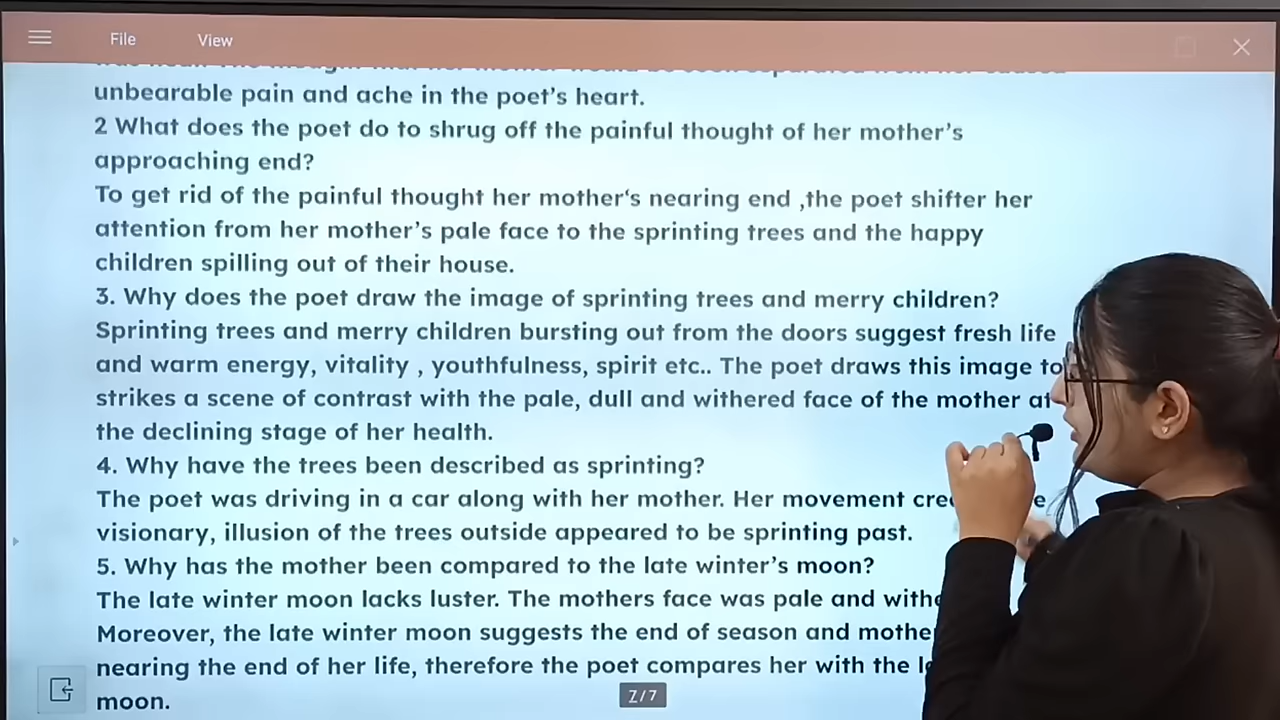 File View
unbearable pain and ache in the poet's heart.
2 What does the poet do to shrug off the painful thought of her mother's
approaching end?
To get rid of the painful thought her mother‘s nearing end ,the poet shifter her
attention from her mother's pale face to the sprinting trees and the happy
children spilling out of their house.
3. Why does the poet draw the image of sprinting trees and merry children?
Sprinting trees and merry children bursting out from the doors suggest fresh life
and warm energy, vitality , youthfulness, spirit etc.. The poet draws this image to
strikes a scene of contrast with the pale, dull and withered face of the mother at
the declining stage of her health.
4. Why have the trees been described as sprinting?
The poet was driving in a car along with her mother. Her movement
visionary, illusion of the trees outside appeared to be sprinting past.
5. Why has the mother been compared to the late winter's moon?
The late winter moon lacks luster. The mothers face was pale and
Moreover, the late winter moon suggests the end of season and
nearing the end of her life, therefore the poet compares her with the
moon.
7/7